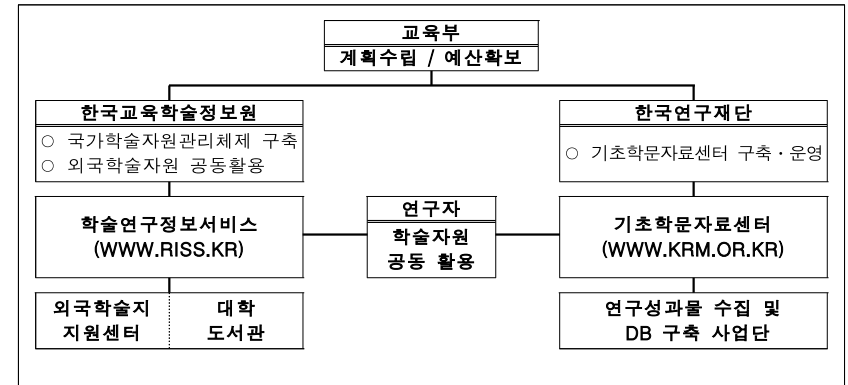 교육부
계획수립 / 예산확보
한국교육학술정보원
○ 국가학술자원관리체제 구축
○ 외국학술자원 공동활용
한국연구재단
○ 기초학문자료센터 구축·운영
학술연구정보서비스
(WWW.RISS.KR)
연구자
학술자원
공동 활용
기초학문자료센터
(WWW.KRM.OR.KR)
외국학술지
지원센터
대학
도서관
연구성과물 수집 및
DB 구축 사업단